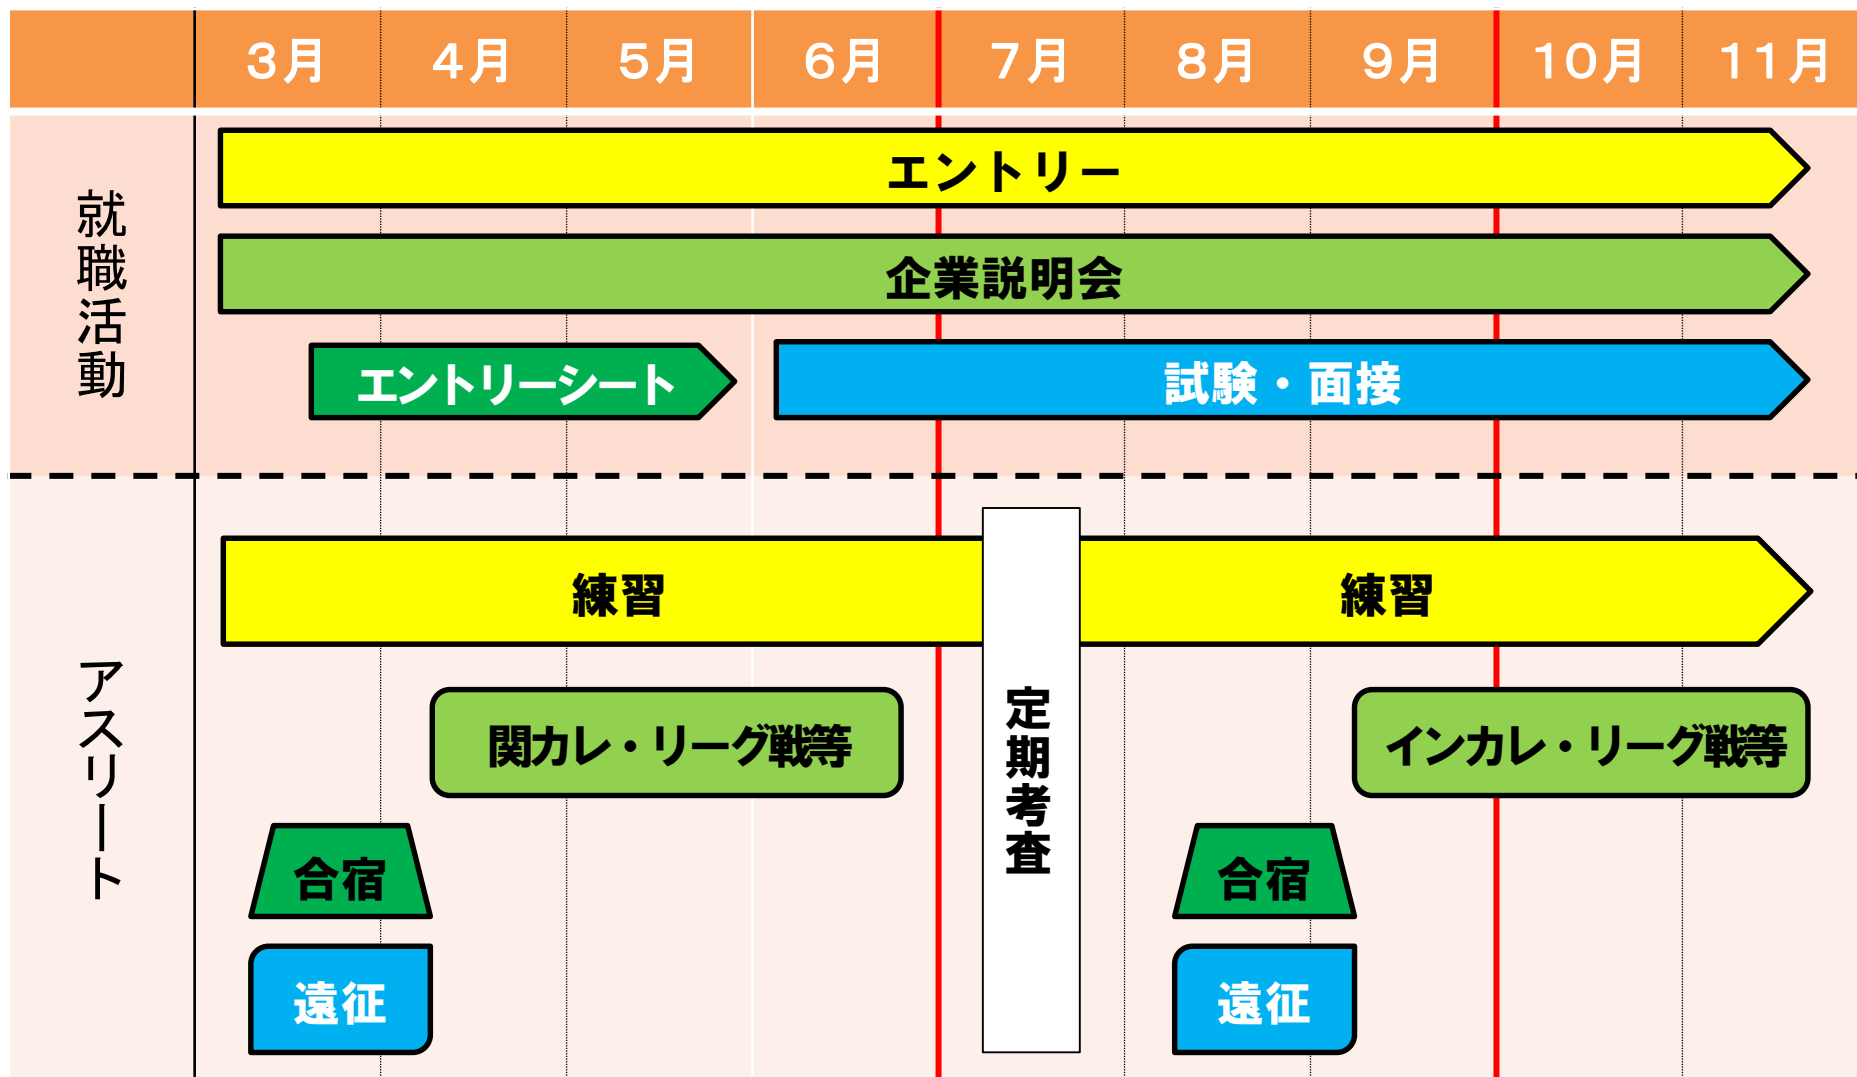 3月 4月 5月 6月 7月 8月 9月 10月 11月
就職活動
エントリー
企業説明会
エントリーシート
試験・面接
アスリート
練習
練習
定期考査
関カレ・リーグ戦等
インカレ・リーグ戦等
合宿
合宿
遠征
遠征